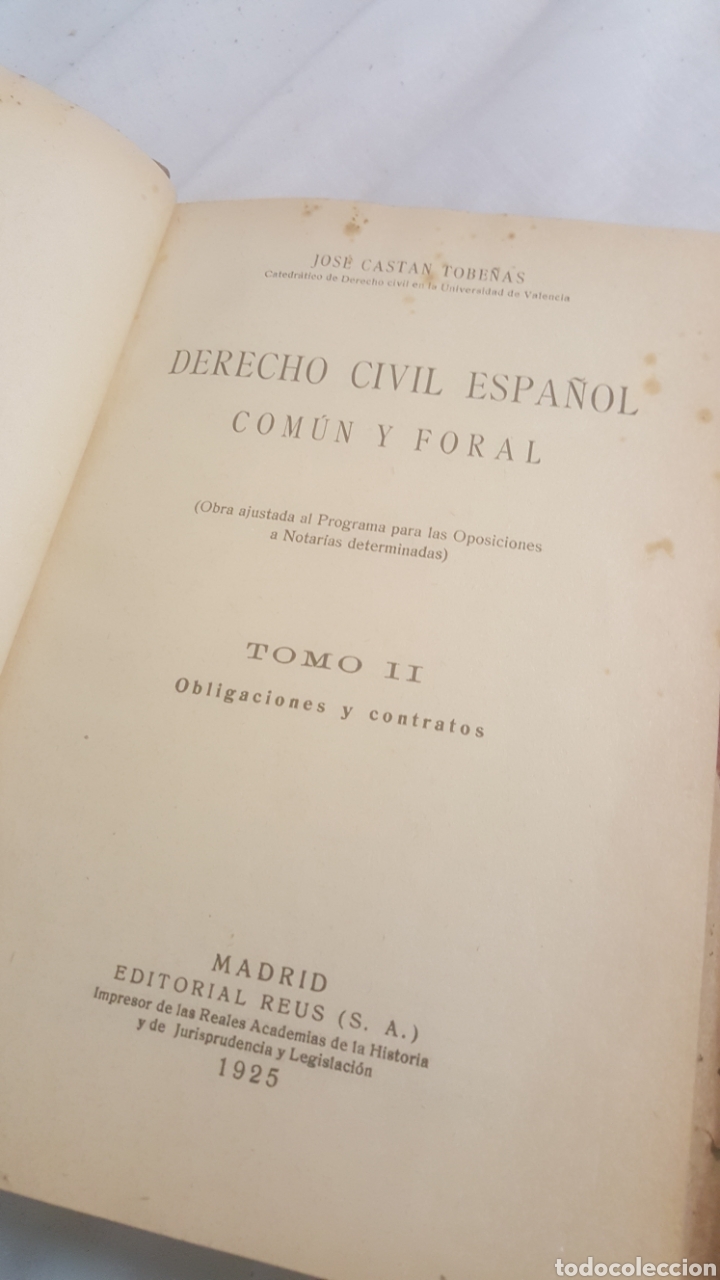 JOSÉ CASTAN TOBEÑAS
Catedrático de Derecho civil en la Universidad de Valencia
DERECHO CIVIL ESPAÑOL
COMÚN Y FORAL
(Obra ajustada al Programa para las Oposiciones
a Notarías determinadas)
TOMO II
Obligaciones y contratos
MADRID
EDITORIAL REUS (S. A.)
Impresor de las Reales Academias de la Historia
y de Jurisprudencia y Legislación
1925
todocoleccion